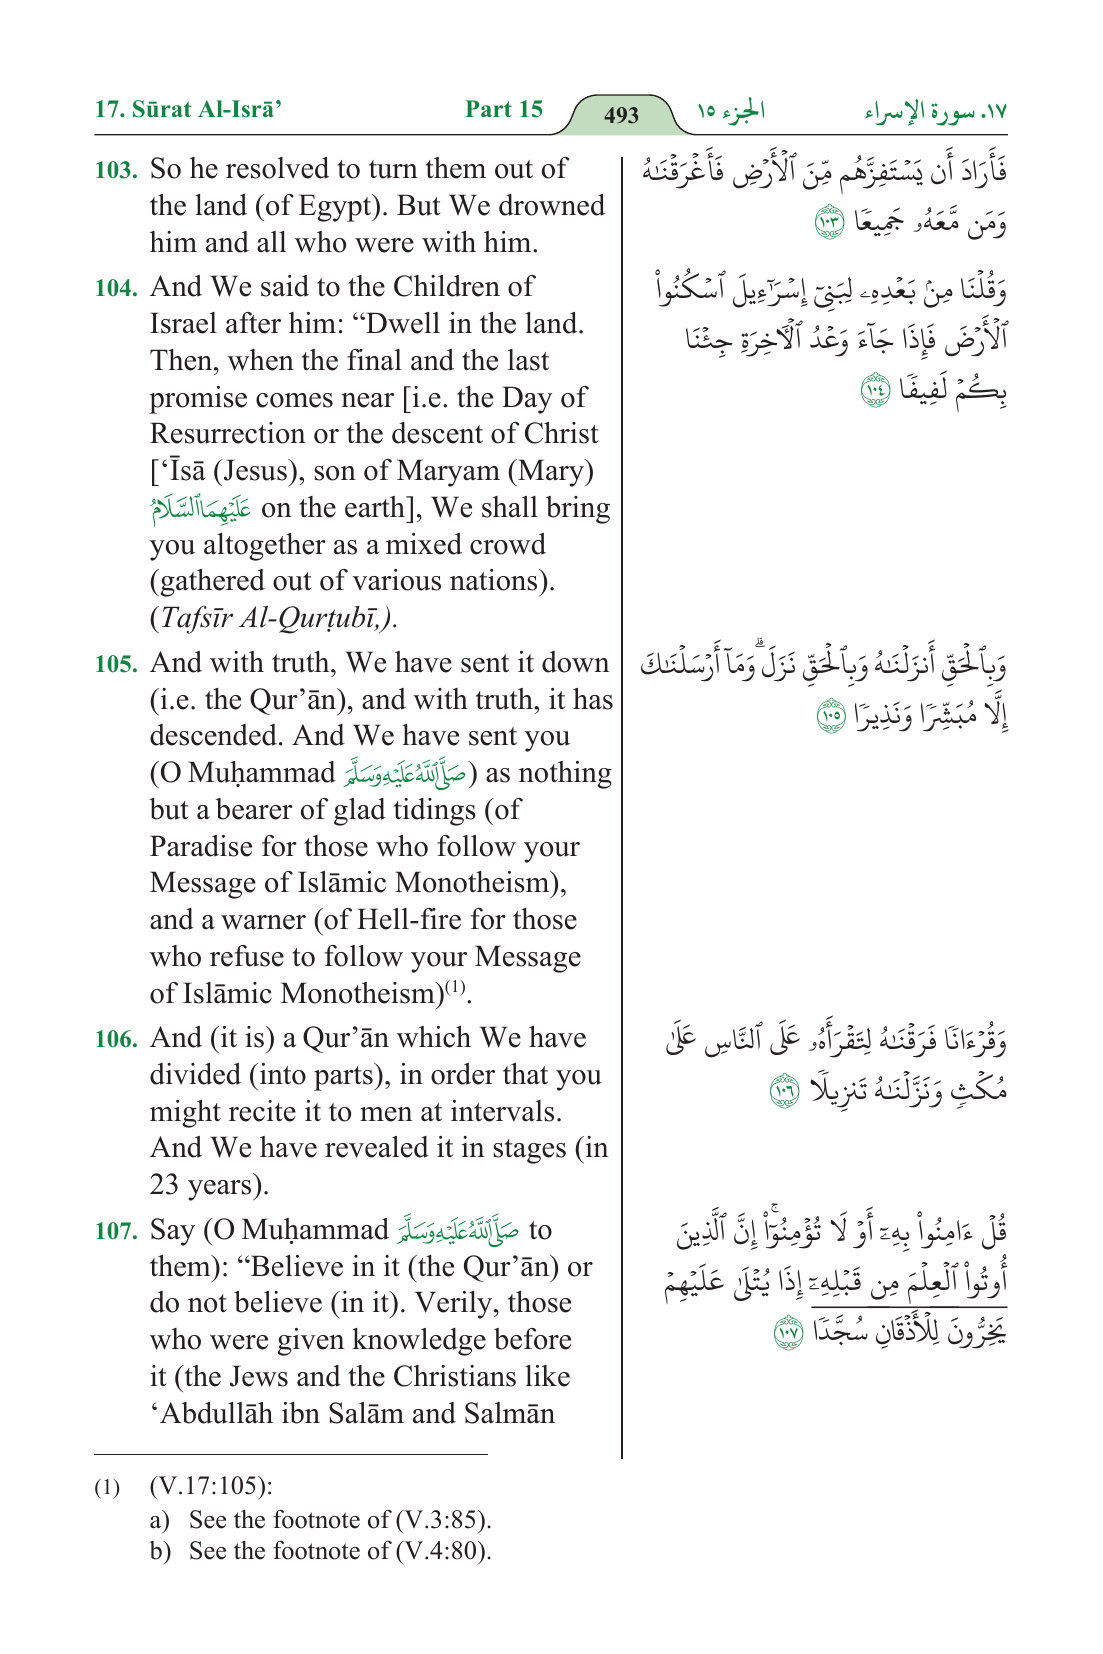 17. Sūrat Al-Isrā’ Part 15 493 الجزء ١٥ ١٧. سورة الإسراء
103. So he resolved to turn them out of
the land (of Egypt). But We drowned
him and all who were with him.
فَأَرَادَ أَن يَسْتَفِزَّهُم مِّنَ ٱلْأَرْضِ فَأَغْرَقْنَـٰهُ
وَمَن مَّعَهُۥ جَمِيعًا ١٠٣
104. And We said to the Children of
Israel after him: “Dwell in the land.
Then, when the final and the last
promise comes near [i.e. the Day of
Resurrection or the descent of Christ
[‘Īsā (Jesus), son of Maryam (Mary)
عَلَيْهِمَاٱلسَّلَامُ on the earth], We shall bring
you altogether as a mixed crowd
(gathered out of various nations).
(Tafsīr Al-Qurṭubī,).
وَقُلْنَا مِنۢ بَعْدِهِۦ لِبَنِىٓ إِسْرَٰٓءِيلَ ٱسْكُنُوا۟
ٱلْأَرْضَ فَإِذَا جَآءَ وَعْدُ ٱلْـَٔاخِرَةِ جِئْنَا
بِكُمْ لَفِيفًا ١٠٤
105. And with truth, We have sent it down
(i.e. the Qur’ān), and with truth, it has
descended. And We have sent you
(O Muḥammad صَلَّىٱللَّهُعَلَيْهِوَسَلَّمَ) as nothing
but a bearer of glad tidings (of
Paradise for those who follow your
Message of Islāmic Monotheism),
and a warner (of Hell-fire for those
who refuse to follow your Message
of Islāmic Monotheism)(1).
وَبِٱلْحَقِّ أَنزَلْنَـٰهُ وَبِٱلْحَقِّ نَزَلَ ۗ وَمَآ أَرْسَلْنَـٰكَ
إِلَّا مُبَشِّرًا وَنَذِيرًا ١٠٥
106. And (it is) a Qur’ān which We have
divided (into parts), in order that you
might recite it to men at intervals.
And We have revealed it in stages (in
23 years).
وَقُرْءَانًا فَرَقْنَـٰهُ لِتَقْرَأَهُۥ عَلَى ٱلنَّاسِ عَلَىٰ
مُكْثٍ وَنَزَّلْنَـٰهُ تَنزِيلًا ١٠٦
107. Say (O Muḥammad صَلَّىٱللَّهُعَلَيْهِوَسَلَّمَ to
them): “Believe in it (the Qur’ān) or
do not believe (in it). Verily, those
who were given knowledge before
it (the Jews and the Christians like
‘Abdullāh ibn Salām and Salmān
قُلْ ءَامِنُوا۟ بِهِۦٓ أَوْ لَا تُؤْمِنُوٓا۟ ۚ إِنَّ ٱلَّذِينَ
أُوتُوا۟ ٱلْعِلْمَ مِن قَبْلِهِۦٓ إِذَا يُتْلَىٰ عَلَيْهِمْ
يَخِرُّونَ لِلْأَذْقَانِ سُجَّدًا ١٠٧
(1) (V.17:105):
a) See the footnote of (V.3:85).
b) See the footnote of (V.4:80).